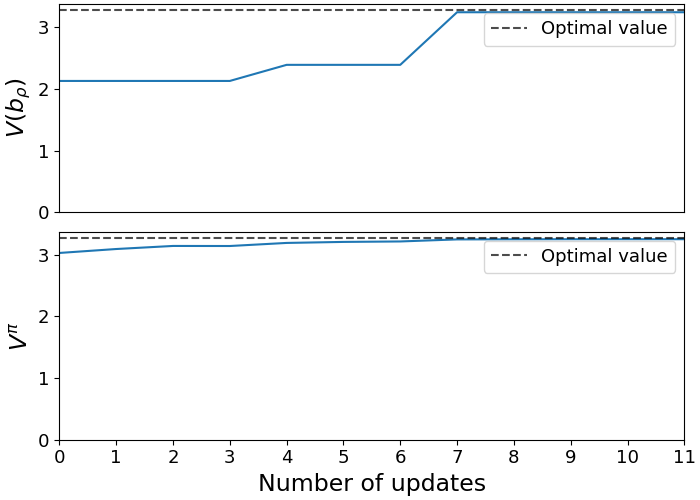 3
Optimal value
2
V(b_ρ)
1
0
3
Optimal value
2
V^π
1
0
0 1 2 3 4 5 6 7 8 9 10 11
Number of updates